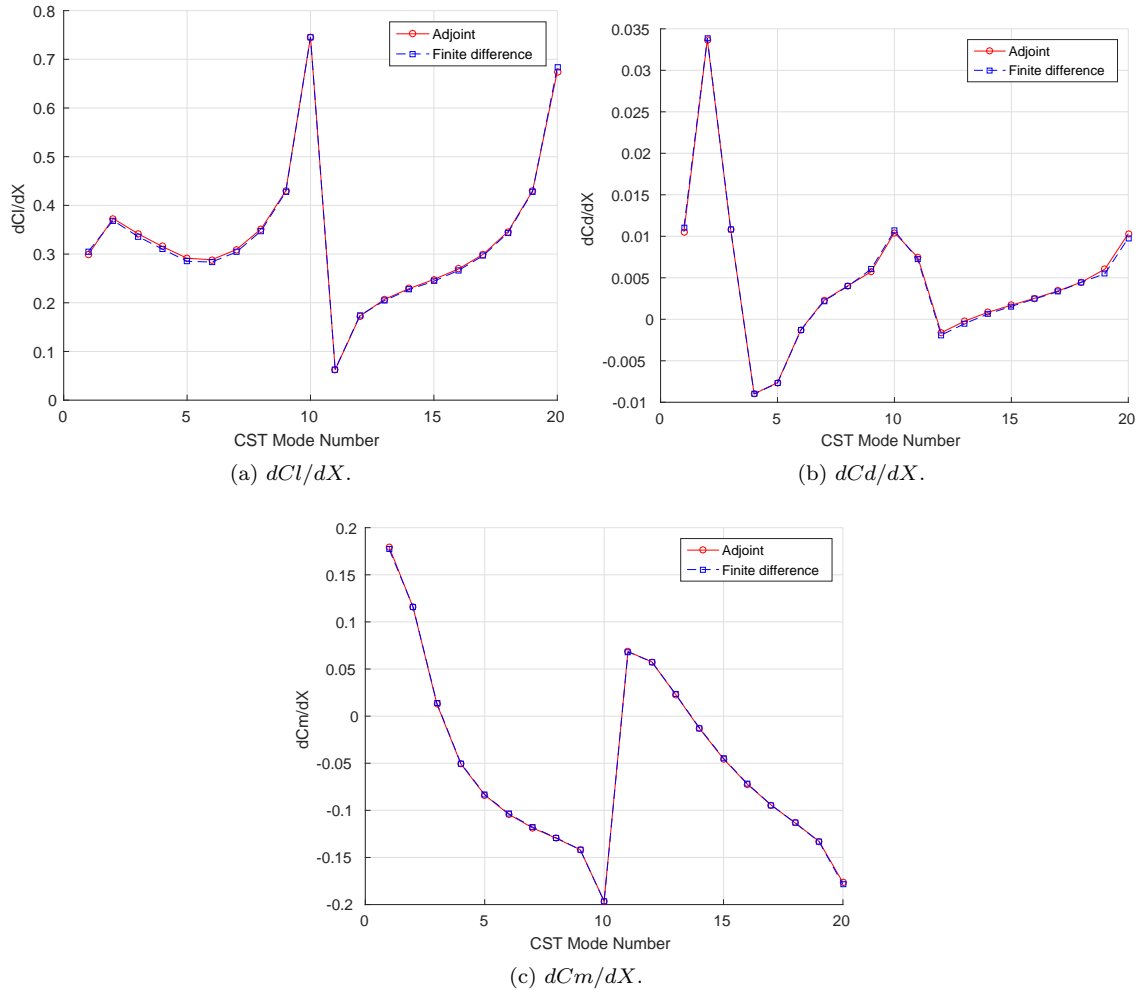 0.8
0.7
0.6
0.5
0.4
0.3
0.2
0.1
0
dCl/dX
Adjoint
Finite difference
0 5 10 15 20
CST Mode Number
(a) dCl/dX.
0.035
0.03
0.025
0.02
0.015
0.01
0.005
0
-0.005
-0.01
dCd/dX
Adjoint
Finite difference
0 5 10 15 20
CST Mode Number
(b) dCd/dX.
0.2
0.15
0.1
0.05
0
-0.05
-0.1
-0.15
-0.2
dCm/dX
Adjoint
Finite difference
0 5 10 15 20
CST Mode Number
(c) dCm/dX.